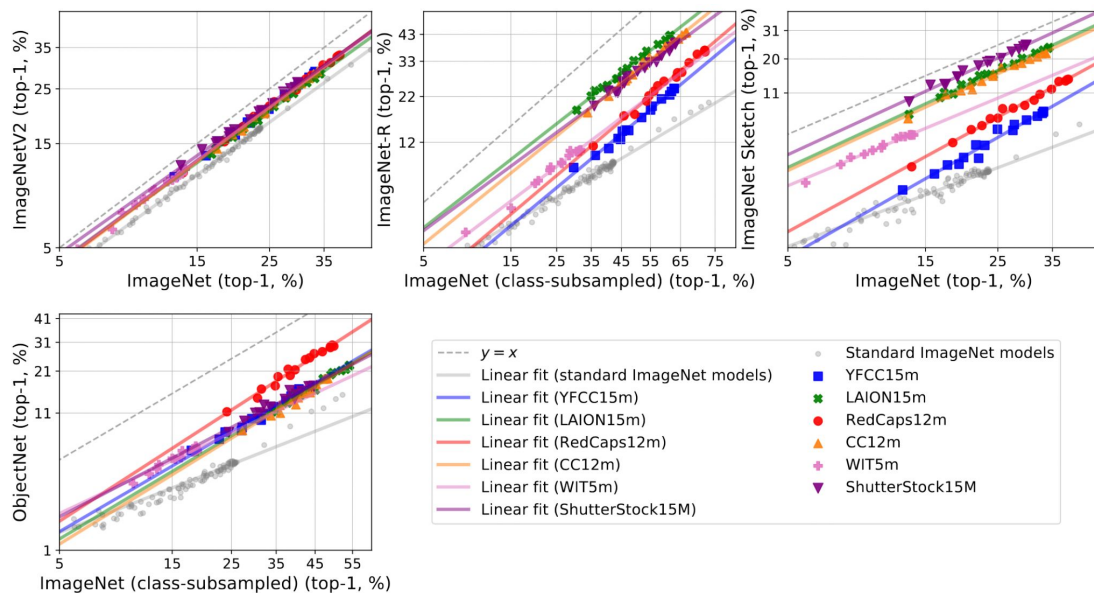 ImageNetV2 (top-1, %)
35
25
15
5
5
15
25
35
ImageNet (top-1, %)
ImageNet-R (top-1, %)
43
33
22
12
5
15
25
35
45
55
65
75
ImageNet (class-subsampled) (top-1, %)
ImageNet Sketch (top-1, %)
31
20
11
5
15
25
35
ImageNet (top-1, %)
ObjectNet (top-1, %)
41
31
21
11
1
5
15
25
35
45
55
ImageNet (class-subsampled) (top-1, %)
y = x
Linear fit (standard ImageNet models)
Linear fit (YFCC15m)
Linear fit (LAION15m)
Linear fit (RedCaps12m)
Linear fit (CC12m)
Linear fit (WIT5m)
Linear fit (ShutterStock15M)
Standard ImageNet models
YFCC15m
LAION15m
RedCaps12m
CC12m
WIT5m
ShutterStock15M